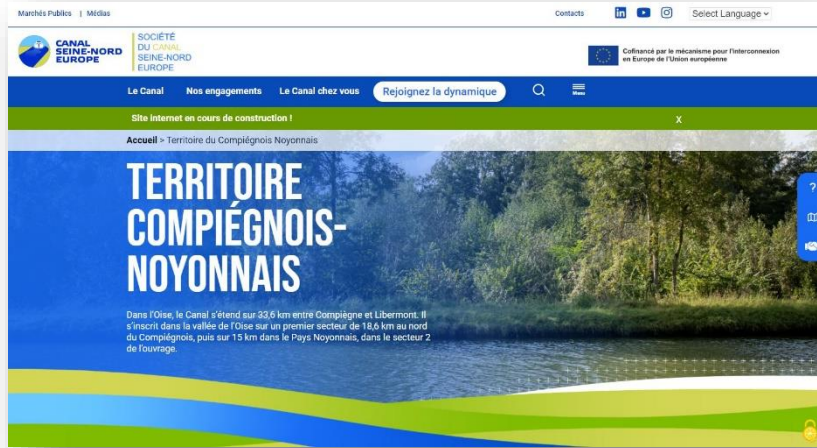 Marchés Publics | Médias
Contacts
Select Language
CANAL
SEINE-NORD
EUROPE
SOCIÉTÉ
DU CANAL
SEINE-NORD
EUROPE
Cofinancé par le mécanisme pour l'interconnexion
en Europe de l'Union européenne
Le Canal Nos engagements Le Canal chez vous Rejoignez la dynamique Menu
Site internet en cours de construction ! X
Accueil > Territoire du Compiégnois Noyonnais
TERRITOIRE
COMPIÉGNOIS-
NOYONNAIS
Dans l'Oise, le Canal s'étend sur 33,6 km entre Compiègne et Libermont. Il
s'inscrit dans la vallée de l'Oise sur un premier secteur de 18,6 km au nord
du Compiégnois, puis sur 15 km dans le Pays Noyonnais, dans le secteur 2
de l'ouvrage.